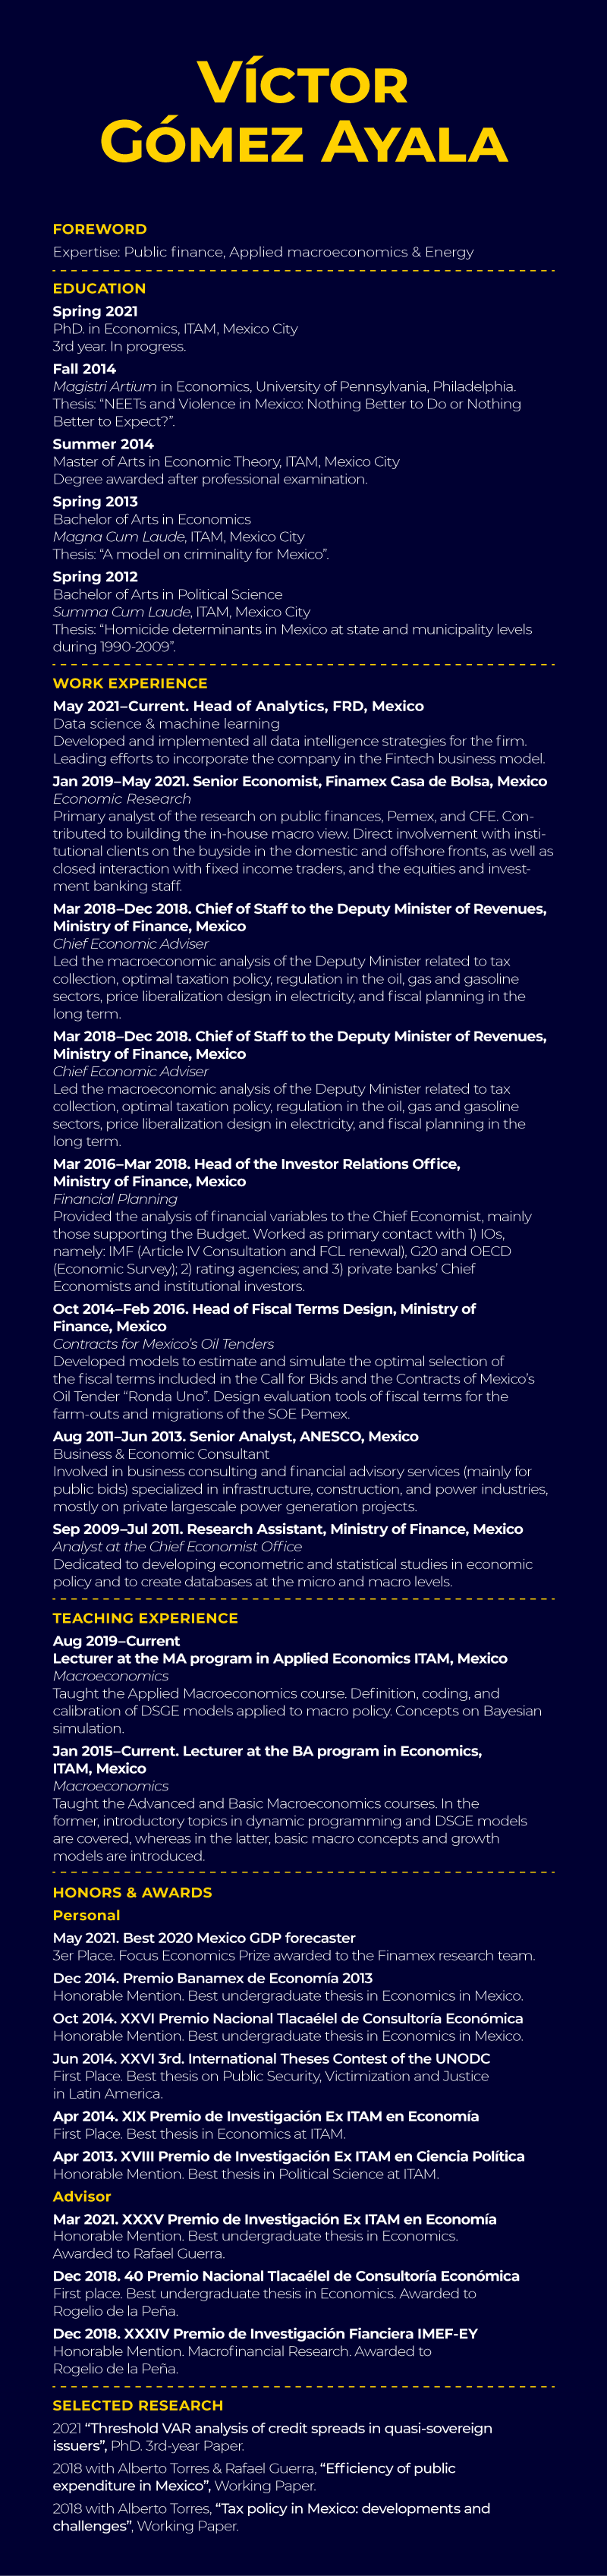 Víctor
Gómez Ayala
FOREWORD
Expertise: Public finance, Applied macroeconomics & Energy
EDUCATION
Spring 2021
PhD. in Economics, ITAM, Mexico City
3rd year. In progress.
Fall 2014
Magistri Artium in Economics, University of Pennsylvania, Philadelphia.
Thesis: “NEETs and Violence in Mexico: Nothing Better to Do or Nothing
Better to Expect?”.
Summer 2014
Master of Arts in Economic Theory, ITAM, Mexico City
Degree awarded after professional examination.
Spring 2013
Bachelor of Arts in Economics
Magna Cum Laude, ITAM, Mexico City
Thesis: “A model on criminality for Mexico”.
Spring 2012
Bachelor of Arts in Political Science
Summa Cum Laude, ITAM, Mexico City
Thesis: “Homicide determinants in Mexico at state and municipality levels
during 1990-2009”.
WORK EXPERIENCE
May 2021–Current. Head of Analytics, FRD, Mexico
Data science & machine learning
Developed and implemented all data intelligence strategies for the firm.
Leading efforts to incorporate the company in the Fintech business model.
Jan 2019–May 2021. Senior Economist, Finamex Casa de Bolsa, Mexico
Economic Research
Primary analyst of the research on public finances, Pemex, and CFE. Con-
tributed to building the in-house macro view. Direct involvement with insti-
tutional clients on the buyside in the domestic and offshore fronts, as well as
closed interaction with fixed income traders, and the equities and invest-
ment banking staff.
Mar 2018–Dec 2018. Chief of Staff to the Deputy Minister of Revenues,
Ministry of Finance, Mexico
Chief Economic Adviser
Led the macroeconomic analysis of the Deputy Minister related to tax
collection, optimal taxation policy, regulation in the oil, gas and gasoline
sectors, price liberalization design in electricity, and fiscal planning in the
long term.
Mar 2018–Dec 2018. Chief of Staff to the Deputy Minister of Revenues,
Ministry of Finance, Mexico
Chief Economic Adviser
Led the macroeconomic analysis of the Deputy Minister related to tax
collection, optimal taxation policy, regulation in the oil, gas and gasoline
sectors, price liberalization design in electricity, and fiscal planning in the
long term.
Mar 2016–Mar 2018. Head of the Investor Relations Office,
Ministry of Finance, Mexico
Financial Planning
Provided the analysis of financial variables to the Chief Economist, mainly
those supporting the Budget. Worked as primary contact with 1) IOs,
namely: IMF (Article IV Consultation and FCL renewal), G20 and OECD
(Economic Survey); 2) rating agencies; and 3) private banks’ Chief
Economists and institutional investors.
Oct 2014–Feb 2016. Head of Fiscal Terms Design, Ministry of
Finance, Mexico
Contracts for Mexico’s Oil Tenders
Developed models to estimate and simulate the optimal selection of
the fiscal terms included in the Call for Bids and the Contracts of Mexico’s
Oil Tender “Ronda Uno”. Design evaluation tools of fiscal terms for the
farm-outs and migrations of the SOE Pemex.
Aug 2011–Jun 2013. Senior Analyst, ANESCO, Mexico
Business & Economic Consultant
Involved in business consulting and financial advisory services (mainly for
public bids) specialized in infrastructure, construction, and power industries,
mostly on private largescale power generation projects.
Sep 2009–Jul 2011. Research Assistant, Ministry of Finance, Mexico
Analyst at the Chief Economist Office
Dedicated to developing econometric and statistical studies in economic
policy and to create databases at the micro and macro levels.
TEACHING EXPERIENCE
Aug 2019–Current
Lecturer at the MA program in Applied Economics ITAM, Mexico
Macroeconomics
Taught the Applied Macroeconomics course. Definition, coding, and
calibration of DSGE models applied to macro policy. Concepts on Bayesian
simulation.
Jan 2015–Current. Lecturer at the BA program in Economics,
ITAM, Mexico
Macroeconomics
Taught the Advanced and Basic Macroeconomics courses. In the
former, introductory topics in dynamic programming and DSGE models
are covered, whereas in the latter, basic macro concepts and growth
models are introduced.
HONORS & AWARDS
Personal
May 2021. Best 2020 Mexico GDP forecaster
3er Place. Focus Economics Prize awarded to the Finamex research team.
Dec 2014. Premio Banamex de Economía 2013
Honorable Mention. Best undergraduate thesis in Economics in Mexico.
Oct 2014. XXVI Premio Nacional Tlacaélel de Consultoría Económica
Honorable Mention. Best undergraduate thesis in Economics in Mexico.
Jun 2014. XXVI 3rd. International Theses Contest of the UNODC
First Place. Best thesis on Public Security, Victimization and Justice
in Latin America.
Apr 2014. XIX Premio de Investigación Ex ITAM en Economía
First Place. Best thesis in Economics at ITAM.
Apr 2013. XVIII Premio de Investigación Ex ITAM en Ciencia Política
Honorable Mention. Best thesis in Political Science at ITAM.
Advisor
Mar 2021. XXXV Premio de Investigación Ex ITAM en Economía
Honorable Mention. Best undergraduate thesis in Economics.
Awarded to Rafael Guerra.
Dec 2018. 40 Premio Nacional Tlacaélel de Consultoría Económica
First place. Best undergraduate thesis in Economics. Awarded to
Rogelio de la Peña.
Dec 2018. XXXIV Premio de Investigación Fianciera IMEF-EY
Honorable Mention. Macrofinancial Research. Awarded to
Rogelio de la Peña.
SELECTED RESEARCH
2021 “Threshold VAR analysis of credit spreads in quasi-sovereign
issuers”, PhD. 3rd-year Paper.
2018 with Alberto Torres & Rafael Guerra, “Efficiency of public
expenditure in Mexico”, Working Paper.
2018 with Alberto Torres, “Tax policy in Mexico: developments and
challenges”, Working Paper.